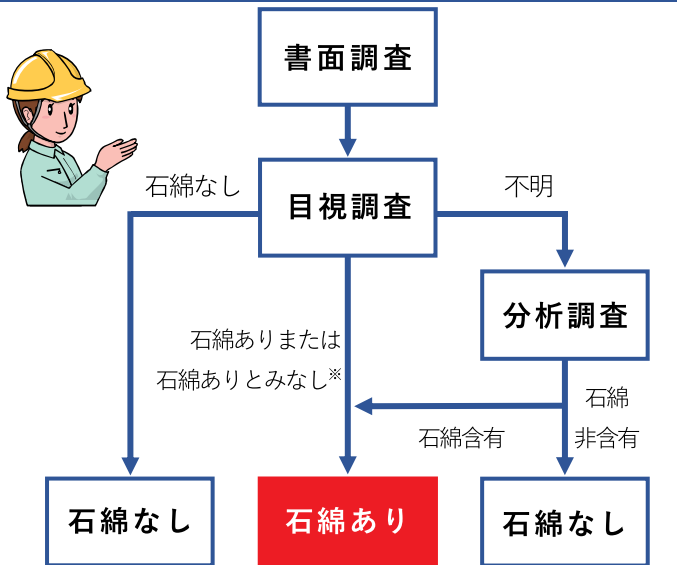 書面調査
石綿なし
目視調査
不明
分析調査
石綿ありまたは
石綿ありとみなし※
石綿
石綿含有
非含有
石綿なし
石綿あり
石綿なし